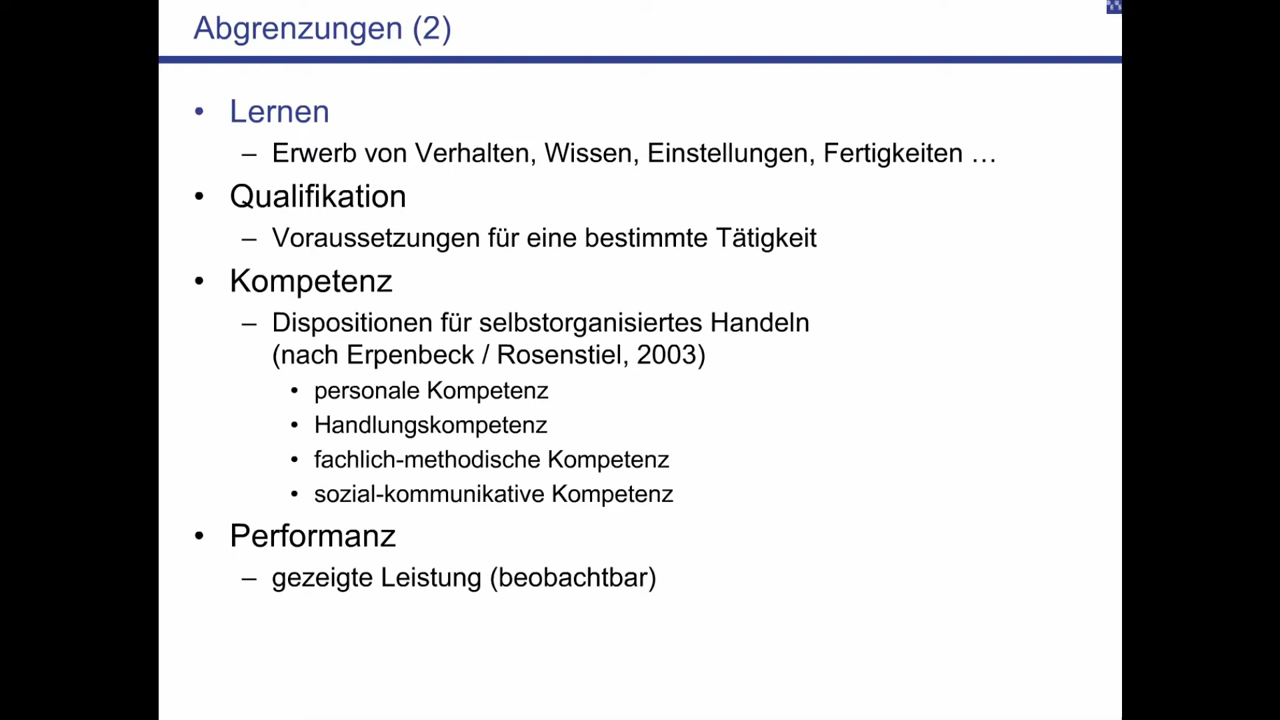 Abgrenzungen (2)
• Lernen
– Erwerb von Verhalten, Wissen, Einstellungen, Fertigkeiten …
• Qualifikation
– Voraussetzungen für eine bestimmte Tätigkeit
• Kompetenz
– Dispositionen für selbstorganisiertes Handeln
(nach Erpenbeck / Rosenstiel, 2003)
• personale Kompetenz
• Handlungskompetenz
• fachlich-methodische Kompetenz
• sozial-kommunikative Kompetenz
• Performanz
– gezeigte Leistung (beobachtbar)